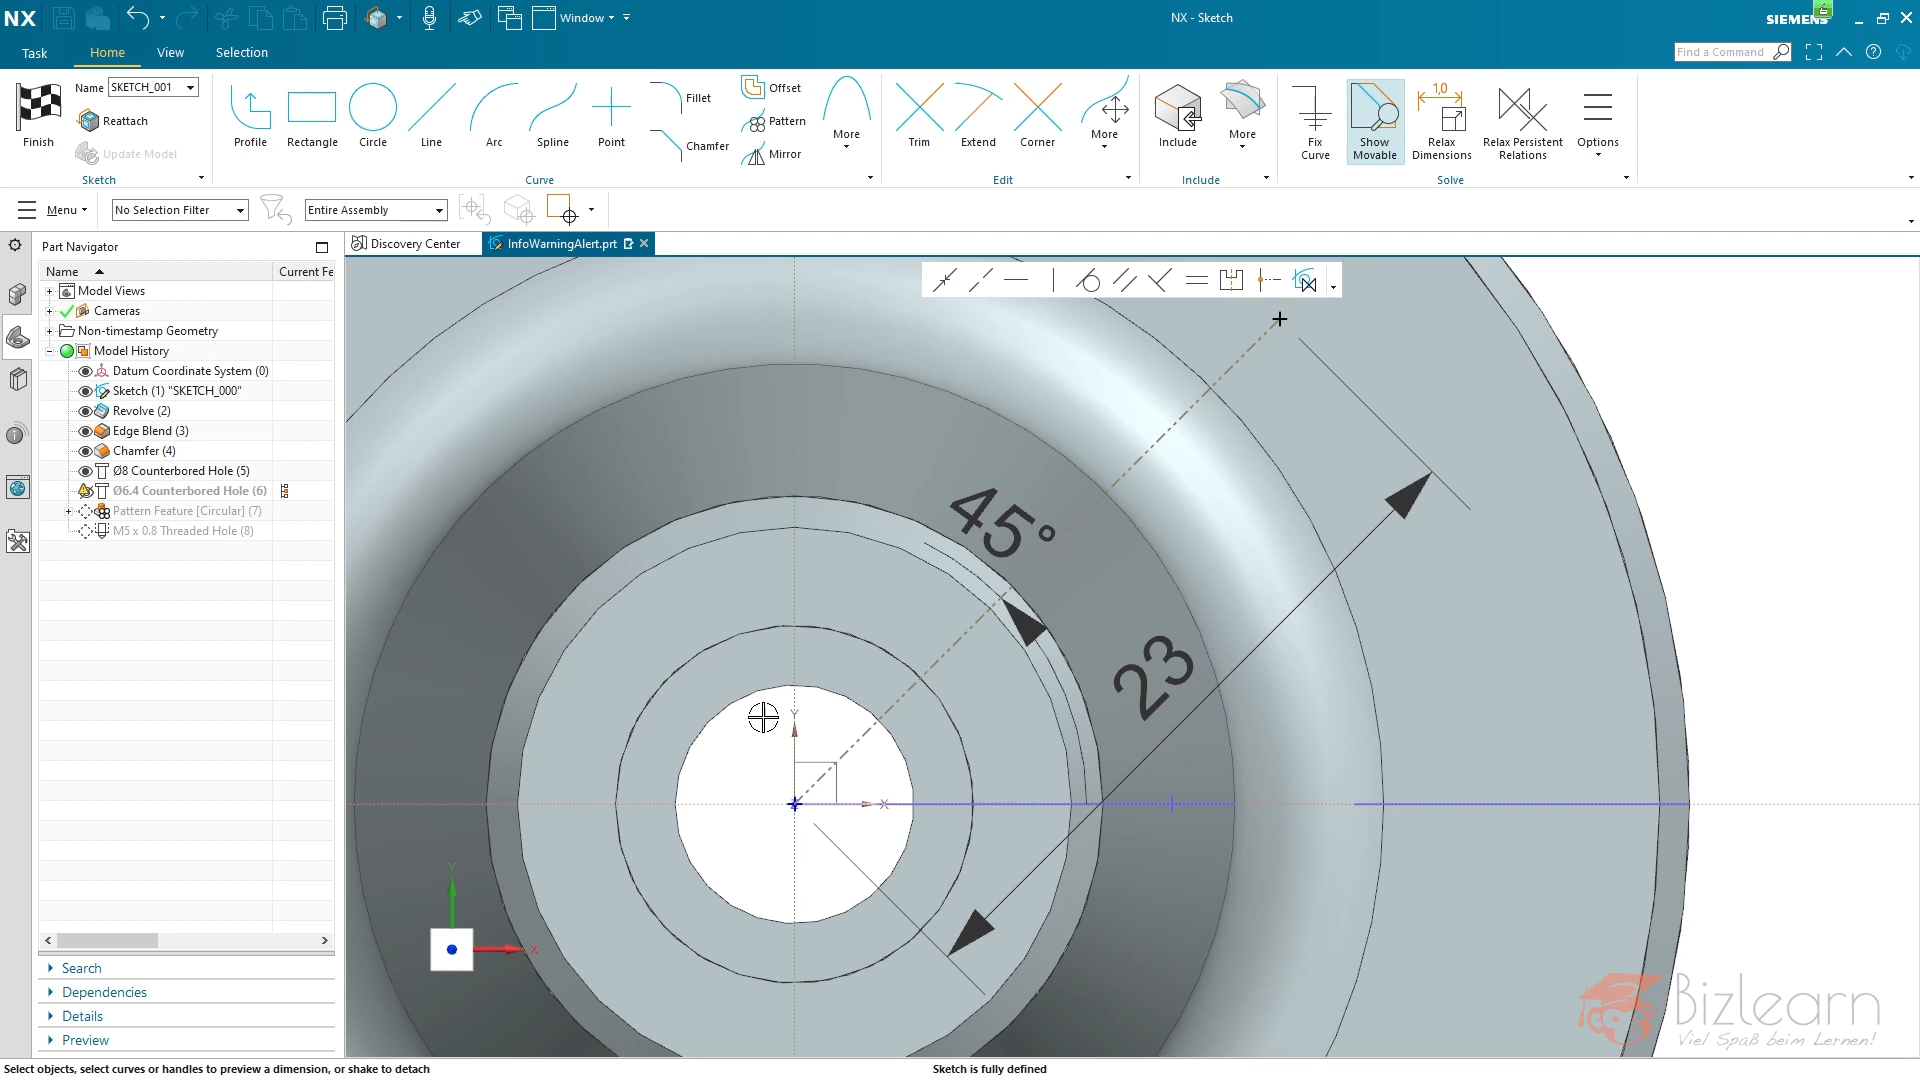 NX
Window
NX - Sketch
SIEMENS
Task
Home
View
Selection
Find a Command
Finish
Name
SKETCH_001
Reattach
Update Model
Sketch
Profile
Rectangle
Circle
Line
Arc
Spline
Point
Fillet
Chamfer
Offset
Pattern
Mirror
More
Curve
Trim
Extend
Corner
More
Edit
Include
More
Include
Fix
Curve
Show
Movable
1,0
Relax
Dimensions
Relax Persistent
Relations
Options
Solve
Menu
No Selection Filter
Entire Assembly
Part Navigator
Discovery Center
InfoWarningAlert.prt
Name
Current Fe
Model Views
Cameras
Non-timestamp Geometry
Model History
Datum Coordinate System (0)
Sketch (1) "SKETCH_000"
Revolve (2)
Edge Blend (3)
Chamfer (4)
Ø8 Counterbored Hole (5)
Ø6.4 Counterbored Hole (6)
Pattern Feature [Circular] (7)
M5 x 0.8 Threaded Hole (8)
45°
23
Y
X
Y
X
Search
Dependencies
Details
Preview
Bizlearn
Viel Spaß beim Lernen!
Select objects, select curves or handles to preview a dimension, or shake to detach
Sketch is fully defined